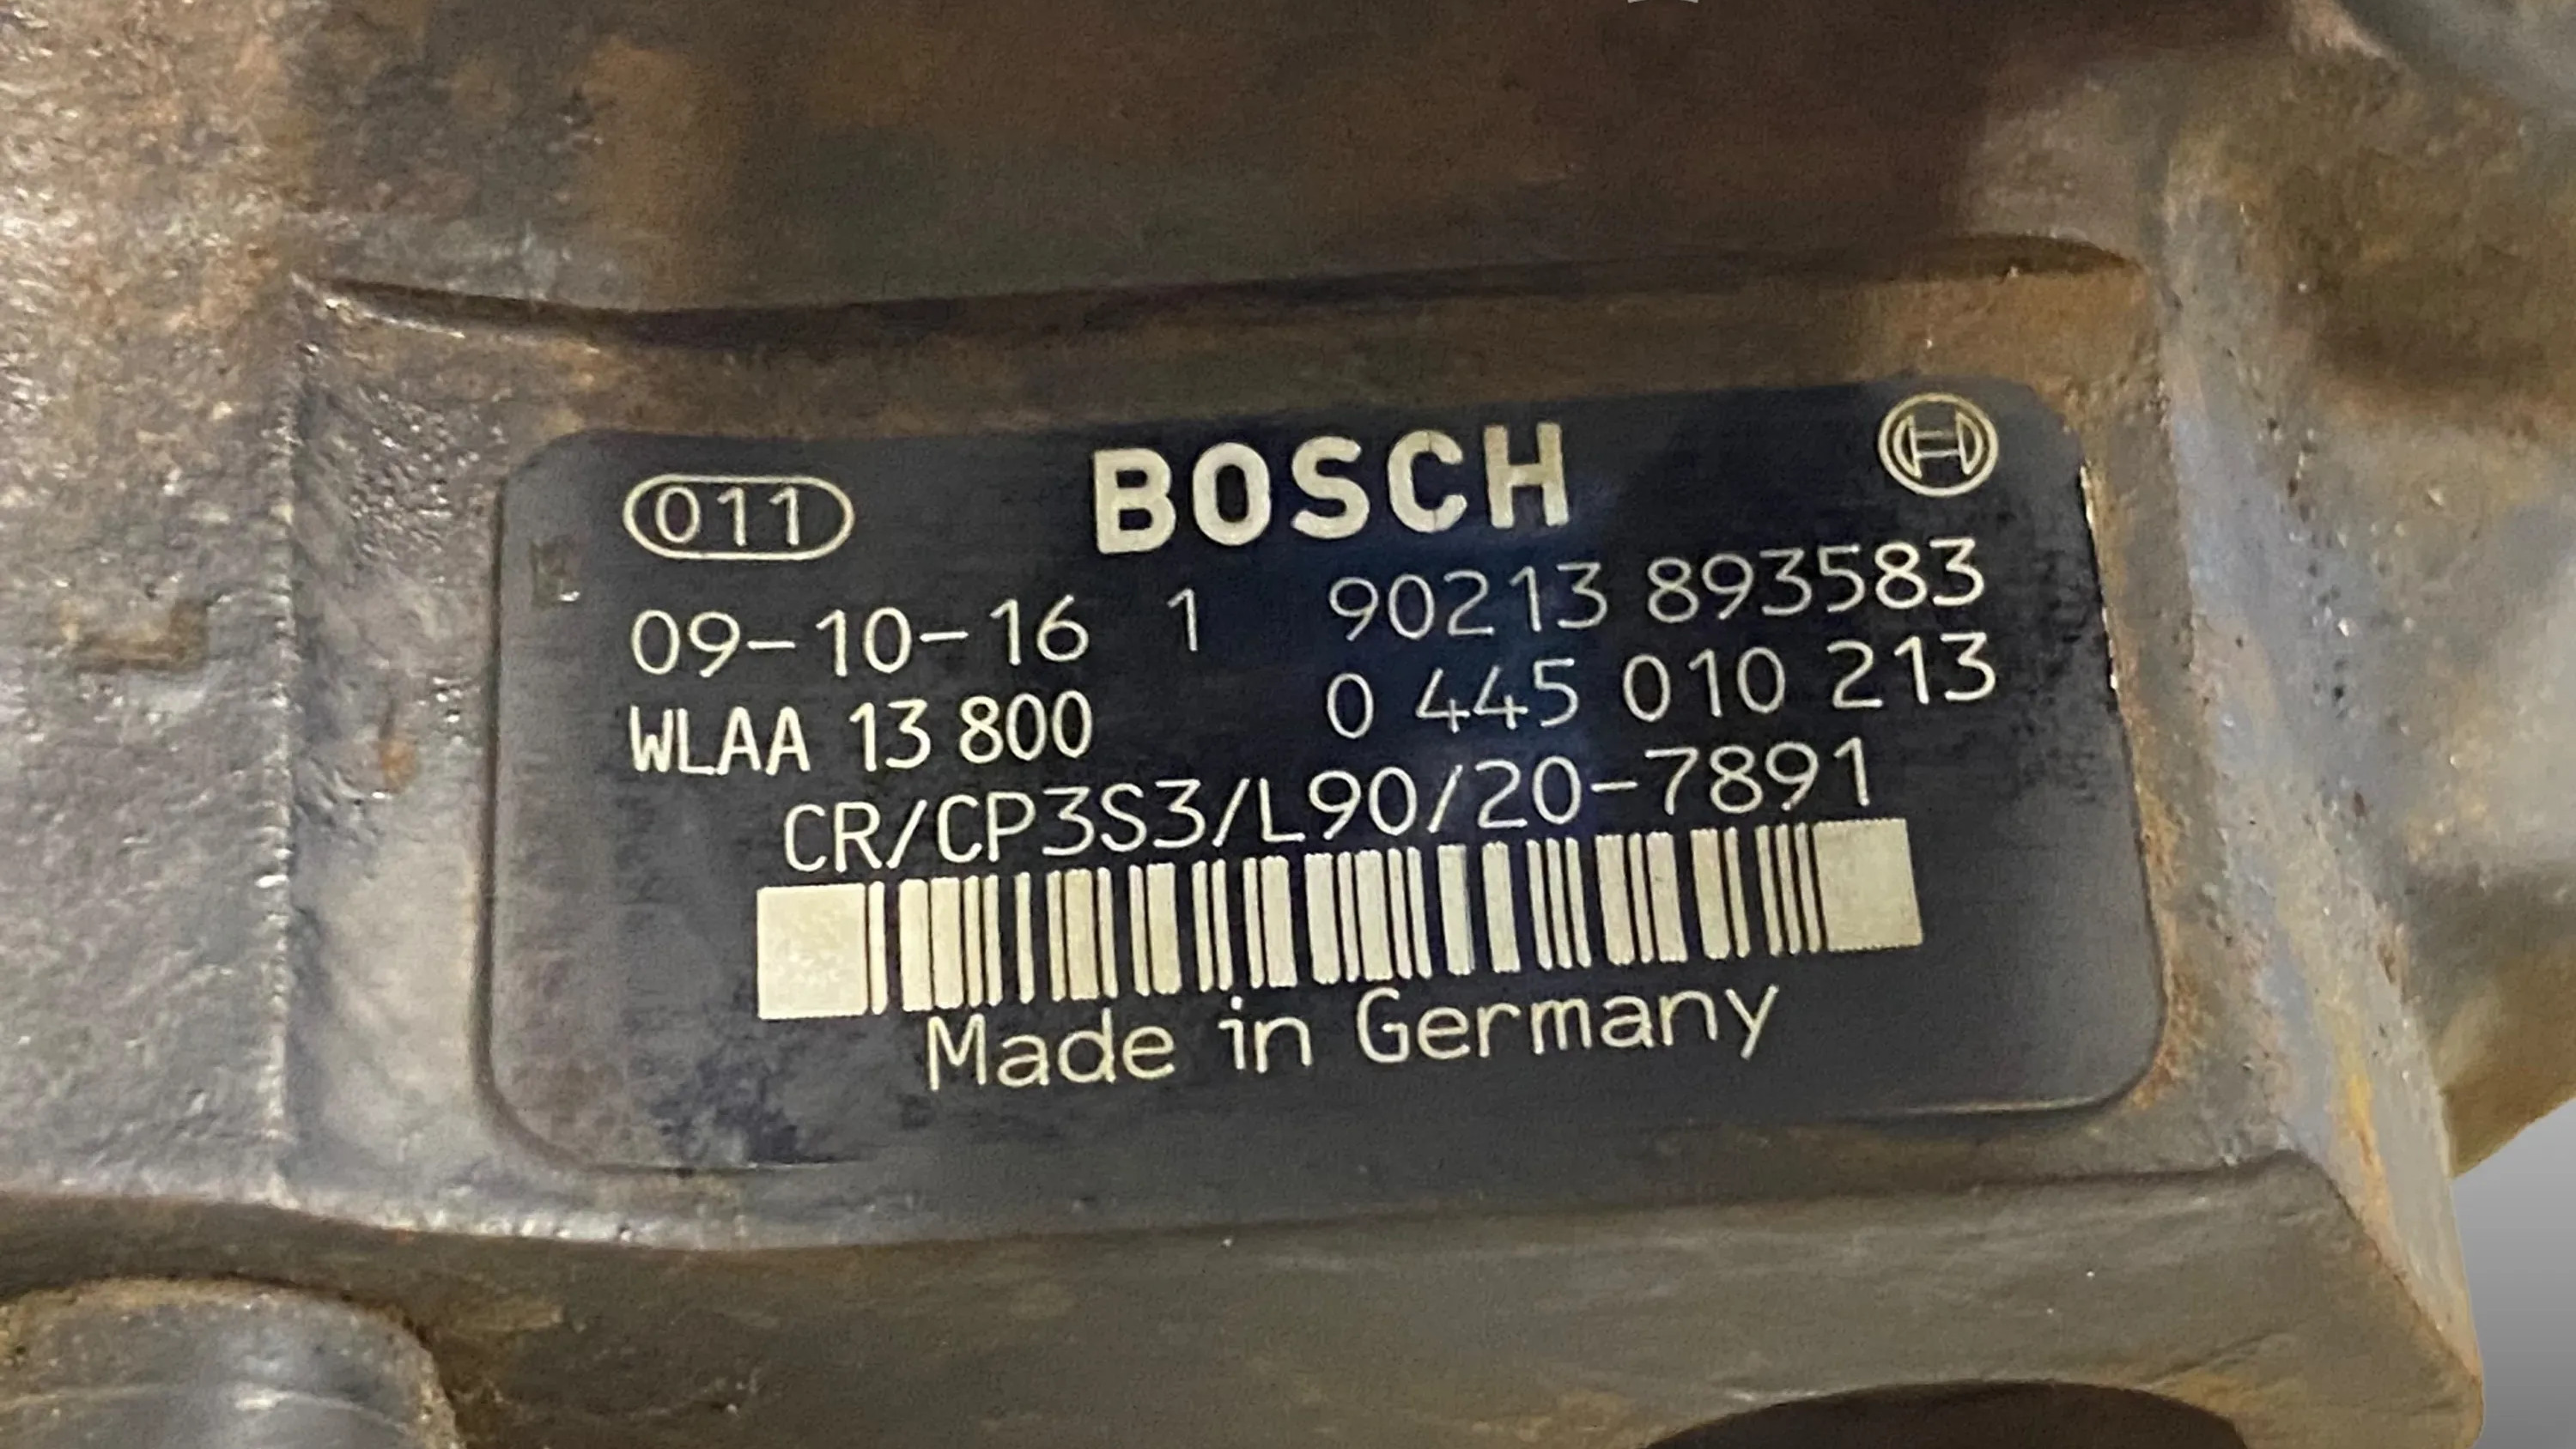 BOSCH
011
09-10-16 1 90213 893583
WLAA 13 800 0 445 010 213
CR/CP3S3/L90/20-7891
Made in Germany